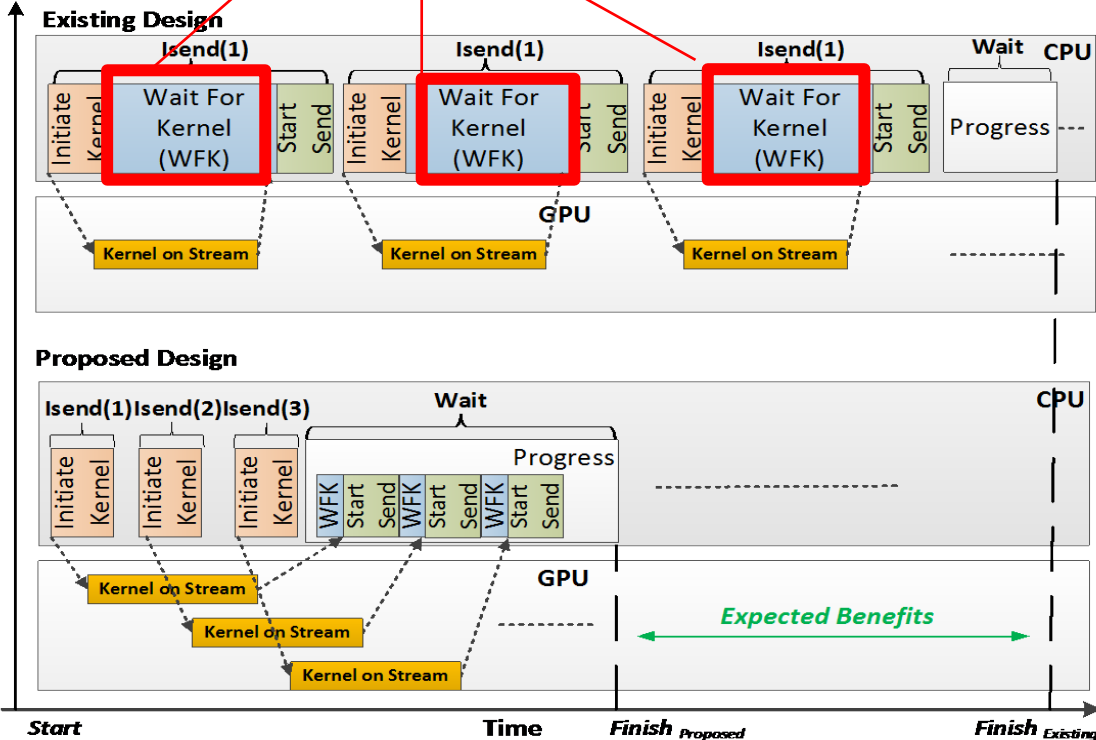 Existing Design
Isend(1) Isend(1) Isend(1) Wait CPU
Initiate
Kernel
Wait For
Kernel
(WFK)
Start
Send
Initiate
Kernel
Wait For
Kernel
(WFK)
Start
Send
Initiate
Kernel
Wait For
Kernel
(WFK)
Start
Send
Progress
GPU
Kernel on Stream
Kernel on Stream
Kernel on Stream
Proposed Design
Isend(1) Isend(2) Isend(3) Wait CPU
Initiate
Kernel
Initiate
Kernel
Initiate
Kernel
Progress
WFK
Start
Send
WFK
Start
Send
WFK
Start
Send
GPU
Kernel on Stream
Kernel on Stream
Kernel on Stream
Expected Benefits
Start Time Finish Proposed Finish Existing